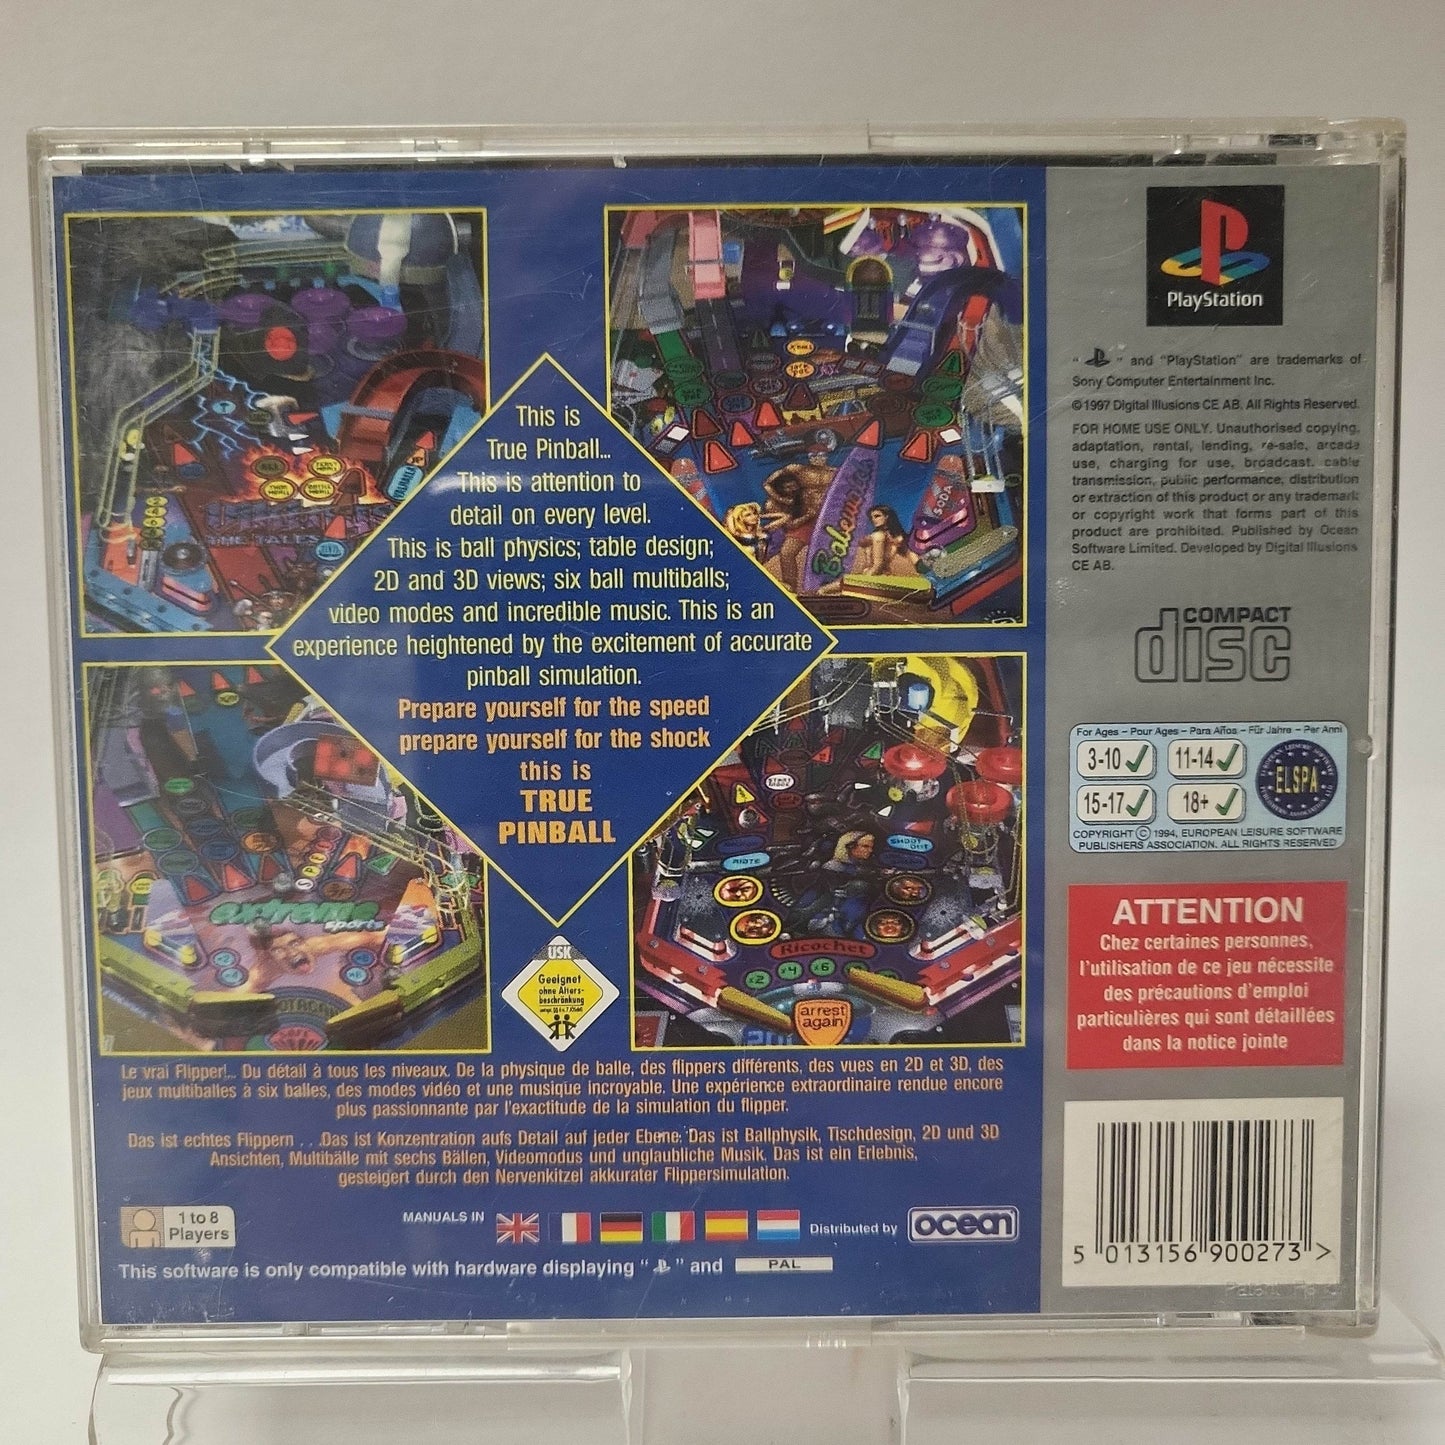 This is
True Pinball...
This is attention to
detail on every level.
This is ball physics; table design;
2D and 3D views; six ball multiballs;
video modes and incredible music. This is an
experience heightened by the excitement of accurate
pinball simulation.
Prepare yourself for the speed
prepare yourself for the shock
this is
TRUE
PINBALL
Babewatch
SODA
extreme
sports
START
MODE
SHOOT
OUT
Ricochet
x2 x4 x6
arrest
again
USK
Geeignet
ohne Alters-
beschränkung
Le vrai Flipper!... Du détail à tous les niveaux. De la physique de balle, des flippers différents, des vues en 2D et 3D, des
jeux multiballes à six balles, des modes vidéo et une musique incroyable. Une expérience extraordinaire rendue encore
plus passionnante par l'exactitude de la simulation du flipper.
Das ist echtes Flippern . . .Das ist Konzentration aufs Detail auf jeder Ebene. Das ist Ballphysik, Tischdesign, 2D und 3D
Ansichten, Multibälle mit sechs Bällen, Videomodus und unglaubliche Musik. Das ist ein Erlebnis,
gesteigert durch den Nervenkitzel akkurater Flippersimulation.
1 to 8
Players
MANUALS IN
Distributed by
ocean
This software is only compatible with hardware displaying " " and PAL
PlayStation
" " and "PlayStation" are trademarks of
Sony Computer Entertainment Inc.
©1997 Digital Illusions CE AB. All Rights Reserved.
FOR HOME USE ONLY. Unauthorised copying,
adaptation, rental, lending, re-sale, arcade
use, charging for use, broadcast, cable
transmission, public performance, distribution
or extraction of this product or any trademark
or copyright work that forms part of this
product are prohibited. Published by Ocean
Software Limited. Developed by Digital Illusions
CE AB.
COMPACT
disc
For Ages - Pour Ages - Para Años - Für Jahre - Per Anni
3-10 ✓ 11-14 ✓
15-17 ✓ 18+ ✓
ELSPA
COPYRIGHT © 1994, EUROPEAN LEISURE SOFTWARE
PUBLISHERS ASSOCIATION. ALL RIGHTS RESERVED
ATTENTION
Chez certaines personnes,
l'utilisation de ce jeu nécessite
des précautions d'emploi
particulières qui sont détaillées
dans la notice jointe
5 013156 900273 >